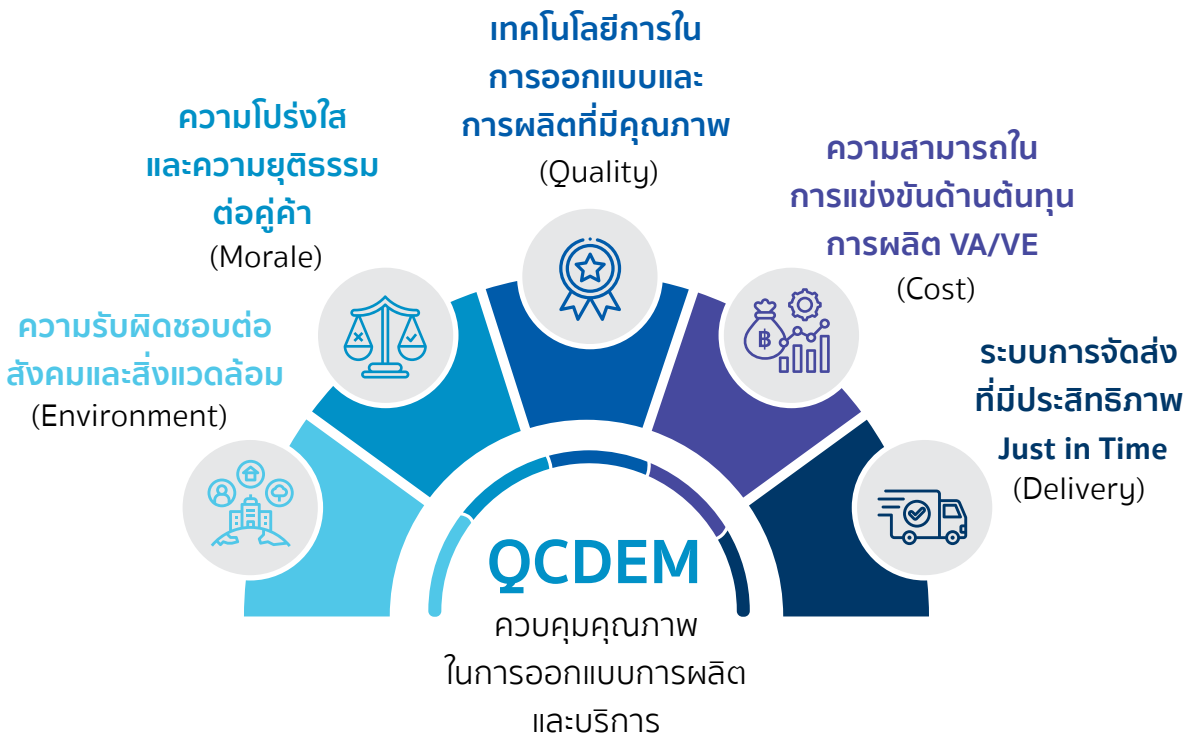 เทคโนโลยีการใน
การออกแบบและ
การผลิตที่มีคุณภาพ
(Quality)
ความโปร่งใส
และความยุติธรรม
ต่อคู่ค้า
(Morale)
ความสามารถใน
การแข่งขันด้านต้นทุน
การผลิต VA/VE
(Cost)
ความรับผิดชอบต่อ
สังคมและสิ่งแวดล้อม
(Environment)
ระบบการจัดส่ง
ที่มีประสิทธิภาพ
Just in Time
(Delivery)
฿
QCDEM
ควบคุมคุณภาพ
ในการออกแบบการผลิต
และบริการ